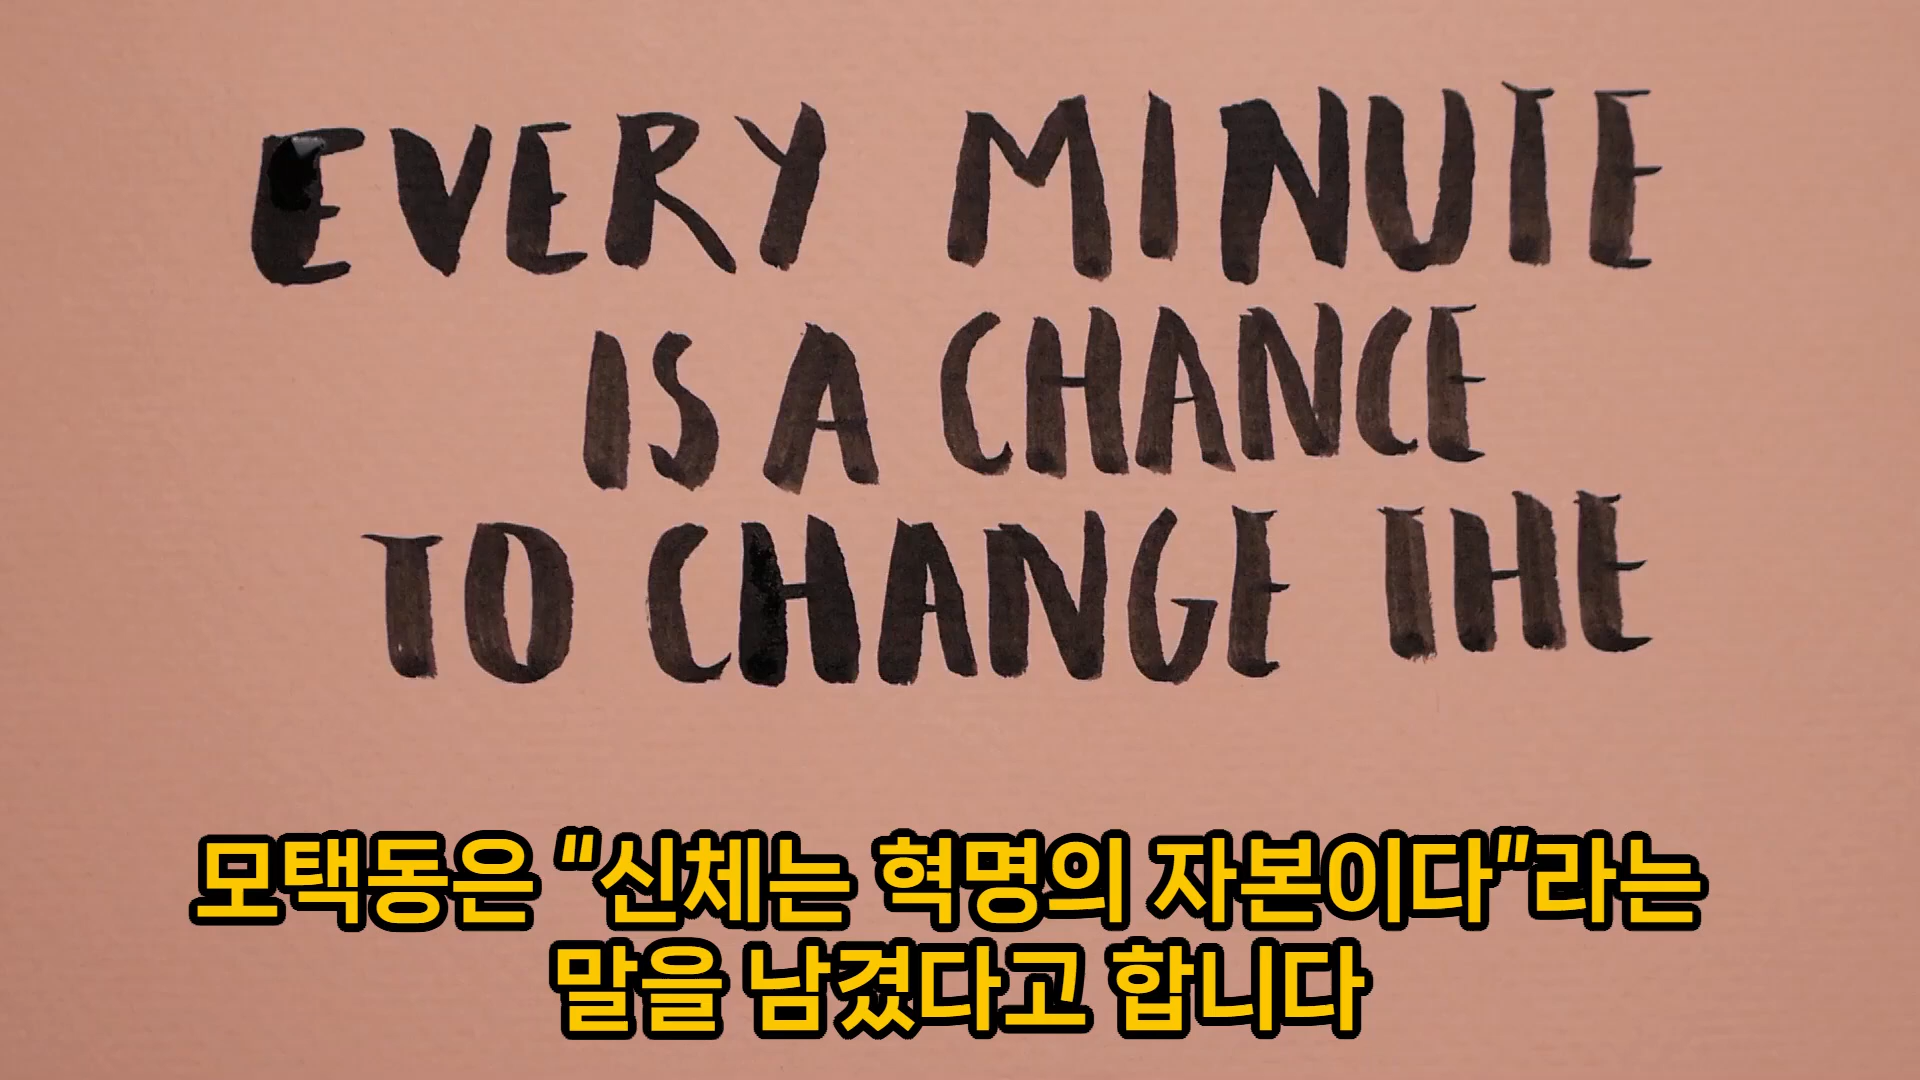 EVERY MINUTE
IS A CHANCE
TO CHANGE THE
모택동은 "신체는 혁명의 자본이다"라는
말을 남겼다고 합니다